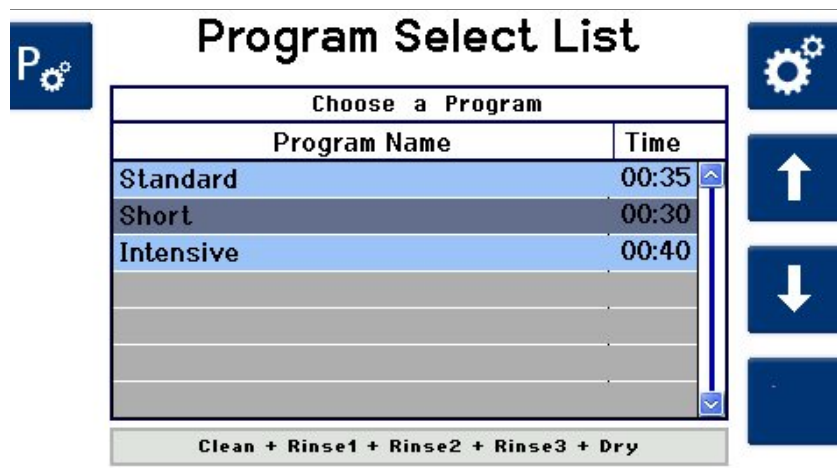 Program Select List
P
Choose a Program
Program Name Time
Standard 00:35
Short 00:30
Intensive 00:40
Clean + Rinse1 + Rinse2 + Rinse3 + Dry